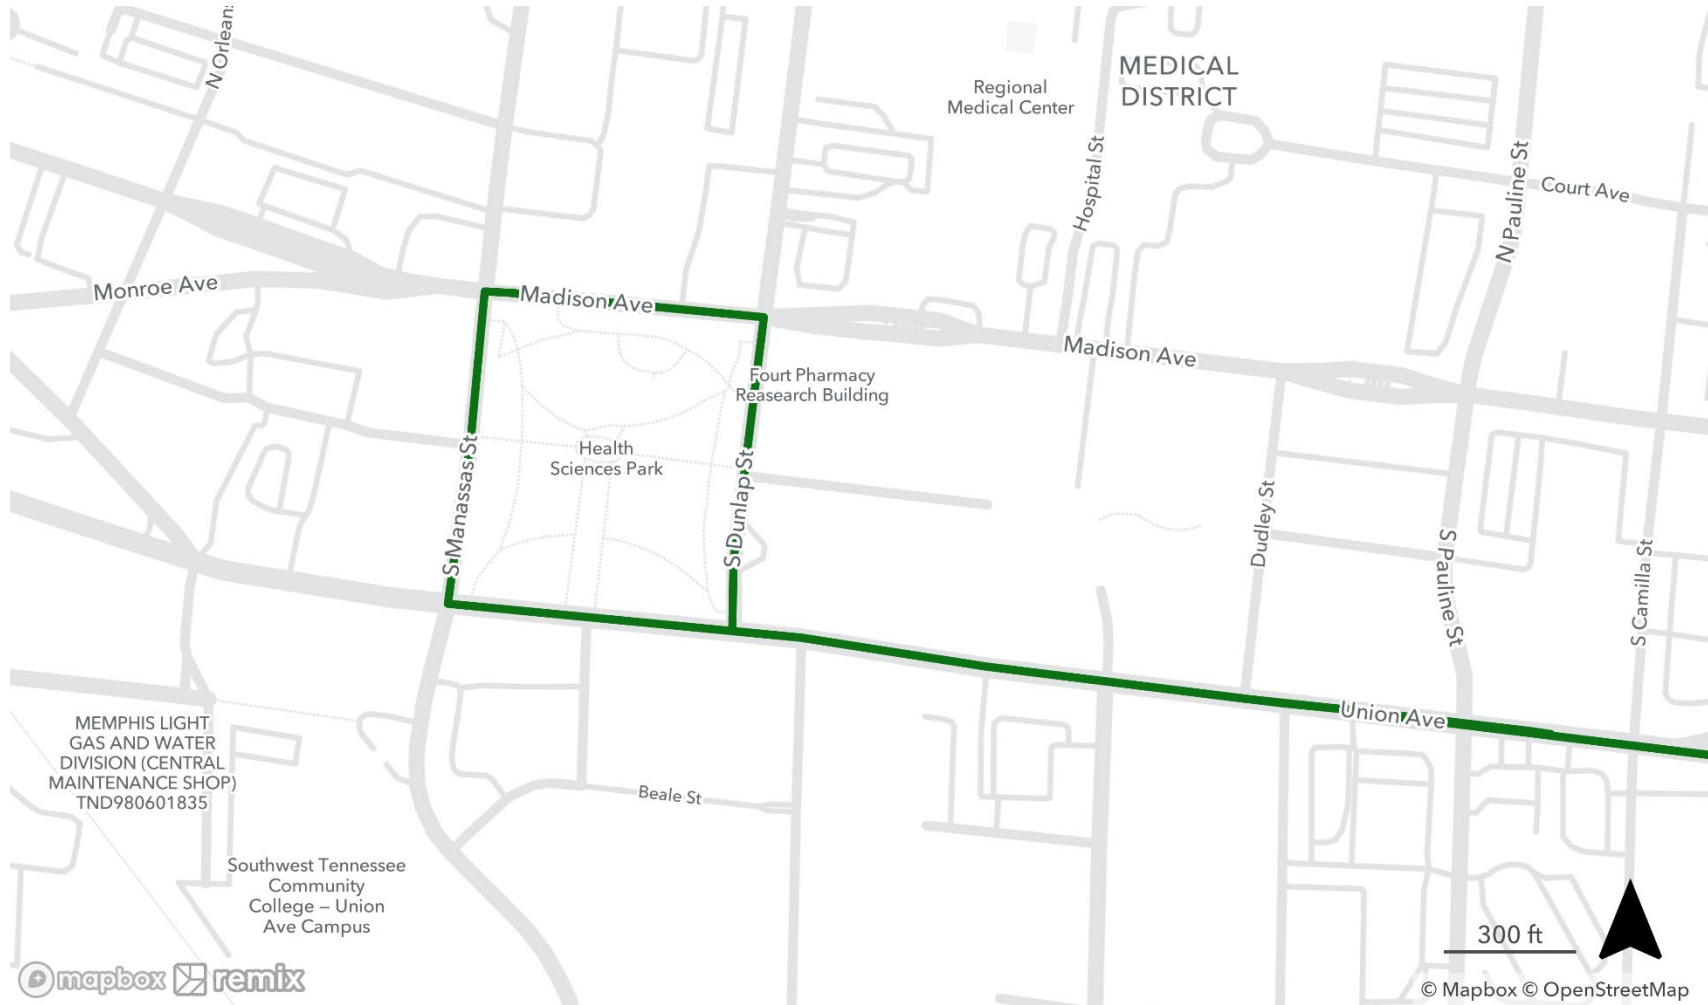 N Orleans
MEDICAL
DISTRICT
Regional
Medical Center
Hospital St
N Pauline St
Court Ave
Monroe Ave
Madison Ave
Madison Ave
Fourt Pharmacy
Reasearch Building
Health
Sciences Park
S Manassas St
S Dunlap St
Dudley St
S Pauline St
S Camilla St
Union Ave
MEMPHIS LIGHT
GAS AND WATER
DIVISION (CENTRAL
MAINTENANCE SHOP)
TND980601835
Beale St
Southwest Tennessee
Community
College – Union
Ave Campus
300 ft
mapbox remix
© Mapbox © OpenStreetMap